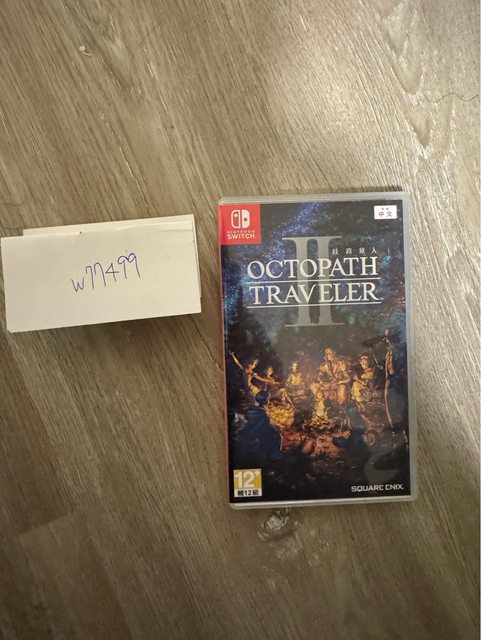 w77499
NINTENDO
SWITCH
中文
歧路旅人
OCTOPATH
TRAVELER
II
12+
輔12級
SQUARE ENIX